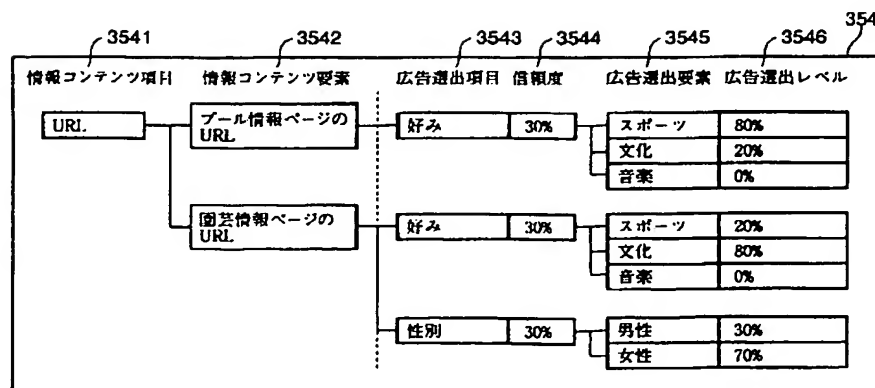 3541 3542 3543 3544 3545 3546 354
情報コンテンツ項目 情報コンテンツ要素 広告選出項目 信頼度 広告選出要素 広告選出レベル
URL プール情報ページの 好み 30% スポーツ 80%
URL
文化 20%
音楽 0%
園芸情報ページの 好み 30% スポーツ 20%
URL
文化 80%
音楽 0%
性別 30% 男性 30%
女性 70%